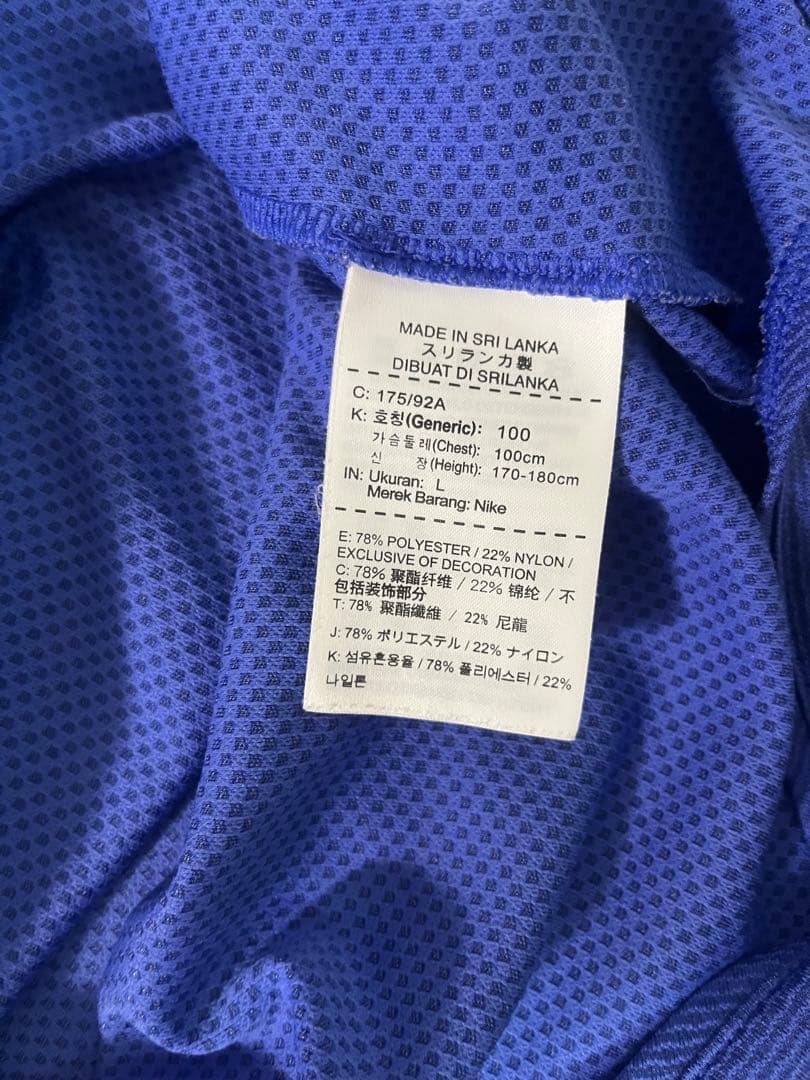 MADE IN SRI LANKA
スリランカ製
DIBUAT DI SRILANKA
C: 175/92A
K: 호칭(Generic): 100
가슴둘레(Chest): 100cm
신 장(Height): 170-180cm
IN: Ukuran: L
Merek Barang: Nike
E: 78% POLYESTER / 22% NYLON /
EXCLUSIVE OF DECORATION
C: 78% 聚酯纤维 / 22% 锦纶 / 不
包括装饰部分
T: 78% 聚酯纖維 / 22% 尼龍
J: 78% ポリエステル / 22% ナイロン
K: 섬유혼용율 / 78% 폴리에스터 / 22%
나일론